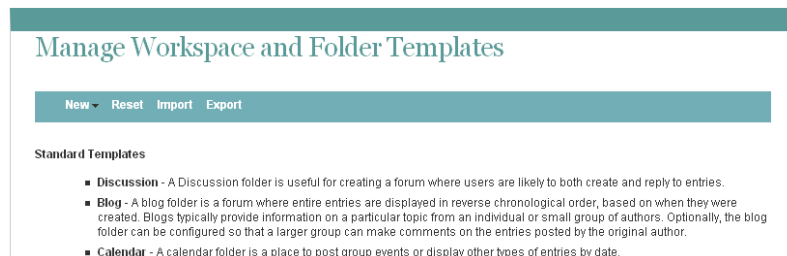 Manage Workspace and Folder Templates
New Reset Import Export
Standard Templates
Discussion - A Discussion folder is useful for creating a forum where users are likely to both create and reply to entries.
Blog - A blog folder is a forum where entire entries are displayed in reverse chronological order, based on when they were
created. Blogs typically provide information on a particular topic from an individual or small group of authors. Optionally, the blog
folder can be configured so that a larger group can make comments on the entries posted by the original author.
Calendar - A calendar folder is a place to post group events or display other types of entries by date.